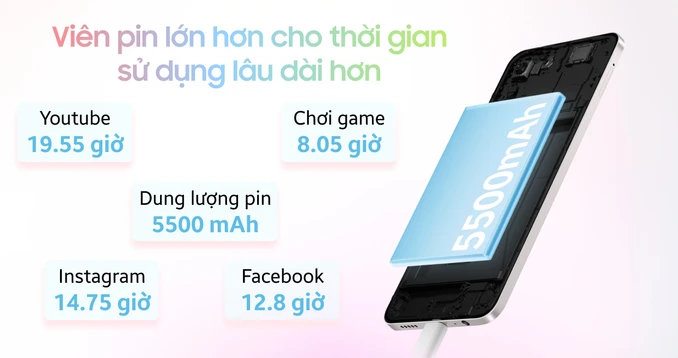 Viên pin lớn hơn cho thời gian
sử dụng lâu dài hơn
Youtube
19.55 giờ
Chơi game
8.05 giờ
Dung lượng pin
5500 mAh
Instagram
14.75 giờ
Facebook
12.8 giờ
5500mAh